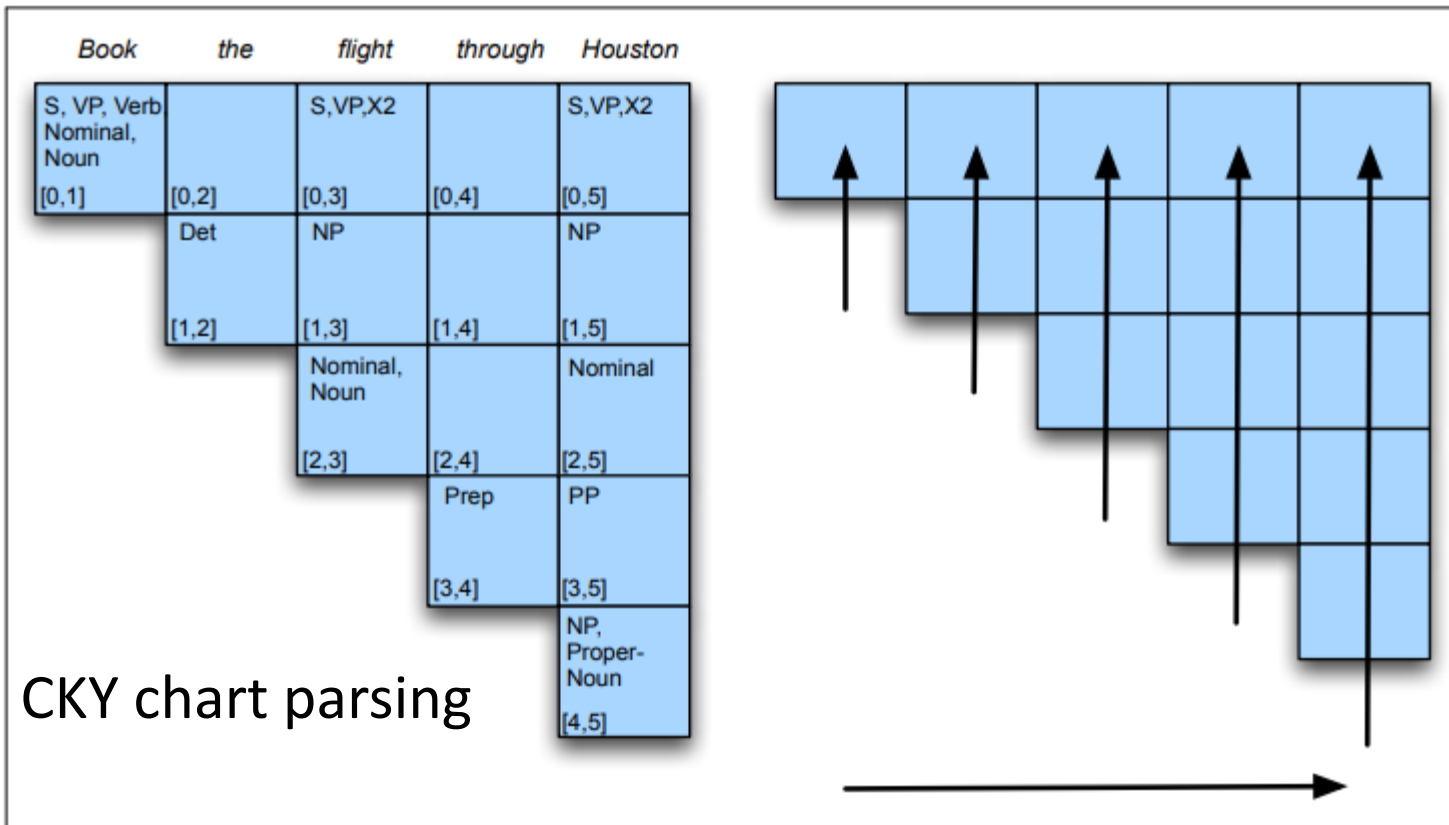 Book the flight through Houston
S, VP, Verb
Nominal,
Noun
[0,1]
[0,2]
S,VP,X2
[0,3]
[0,4]
S,VP,X2
[0,5]
Det
[1,2]
NP
[1,3]
[1,4]
NP
[1,5]
Nominal,
Noun
[2,3]
[2,4]
Nominal
[2,5]
Prep
[3,4]
PP
[3,5]
NP,
Proper-
Noun
[4,5]
CKY chart parsing